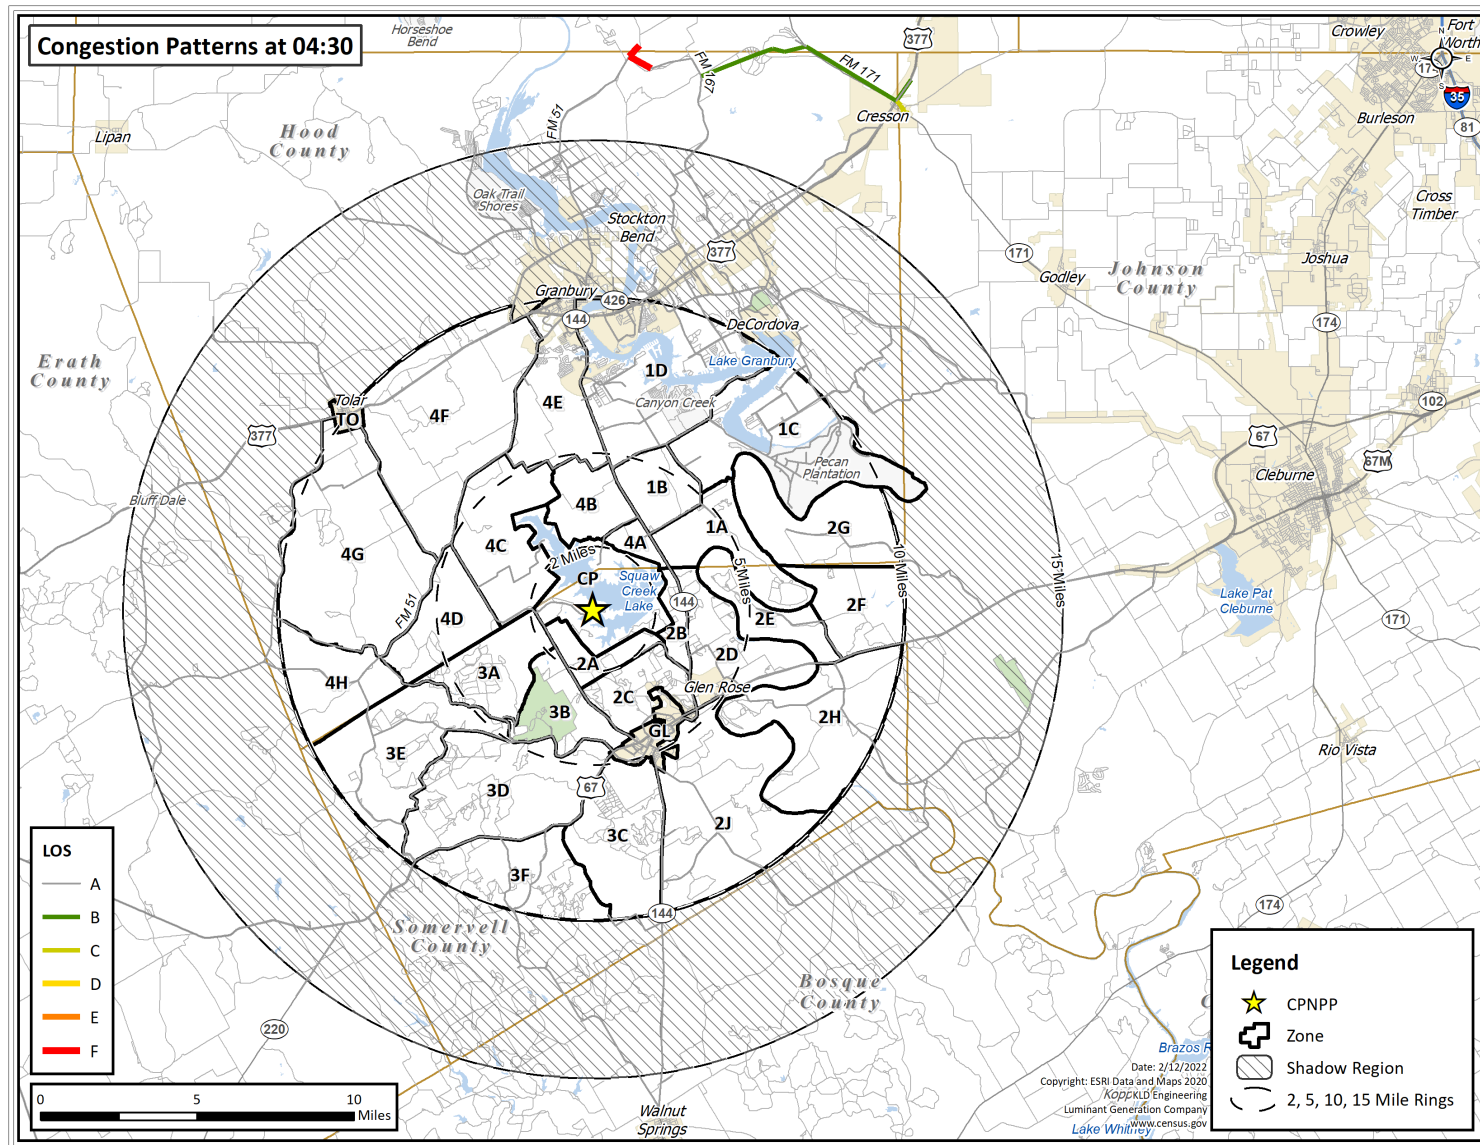 Congestion Patterns at 04:30
Horseshoe
Bend
377
Crowley
Fort
Worth
N
W
E
S
174
35
81
FM 167
FM 171
FM 51
Cresson
Burleson
Lipan
Hood
County
Oak Trail
Shores
Stockton
Bend
377
Cross
Timber
171
Godley
Johnson
County
Joshua
Granbury
426
144
DeCordova
174
Erath
County
Lake Granbury
1D
Canyon Creek
Tolar
TO
4F
4E
1C
102
377
67
67M
Cleburne
Pecan
Plantation
Bluff Dale
4B
1B
4G
4C
4A
1A
2G
2 Miles
5 Miles
10 Miles
15 Miles
CP
Squaw
Creek
Lake
144
FM 51
4D
2B
2E
2F
Lake Pat
Cleburne
171
2A
2D
4H
3A
2C
Glen Rose
3B
GL
2H
3E
Rio Vista
3D
67
3C
2J
3F
144
174
Somervell
County
Bosque
County
220
LOS
A
B
C
D
E
F
0
5
10
Miles
Walnut
Springs
Brazos R
Date: 2/12/2022
Copyright: ESRI Data and Maps 2020
Kopp
KLD Engineering
Luminant Generation Company
www.census.gov
Lake Whitney
C
Legend
CPNPP
Zone
Shadow Region
2, 5, 10, 15 Mile Rings